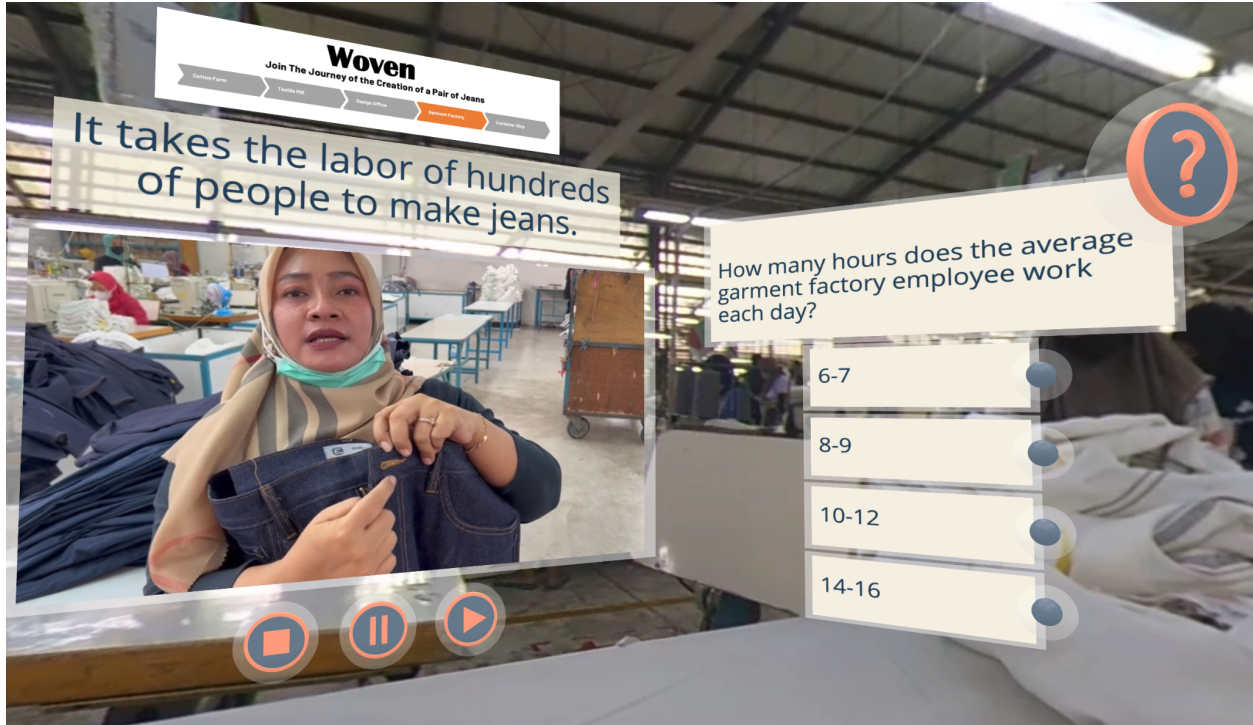 Woven
Join The Journey of the Creation of a Pair of Jeans
Cotton Farm
Textile Mill
Design Office
Garment Factory
Container Ship
It takes the labor of hundreds
of people to make jeans.
How many hours does the average
garment factory employee work
each day?
6-7
8-9
10-12
14-16
?